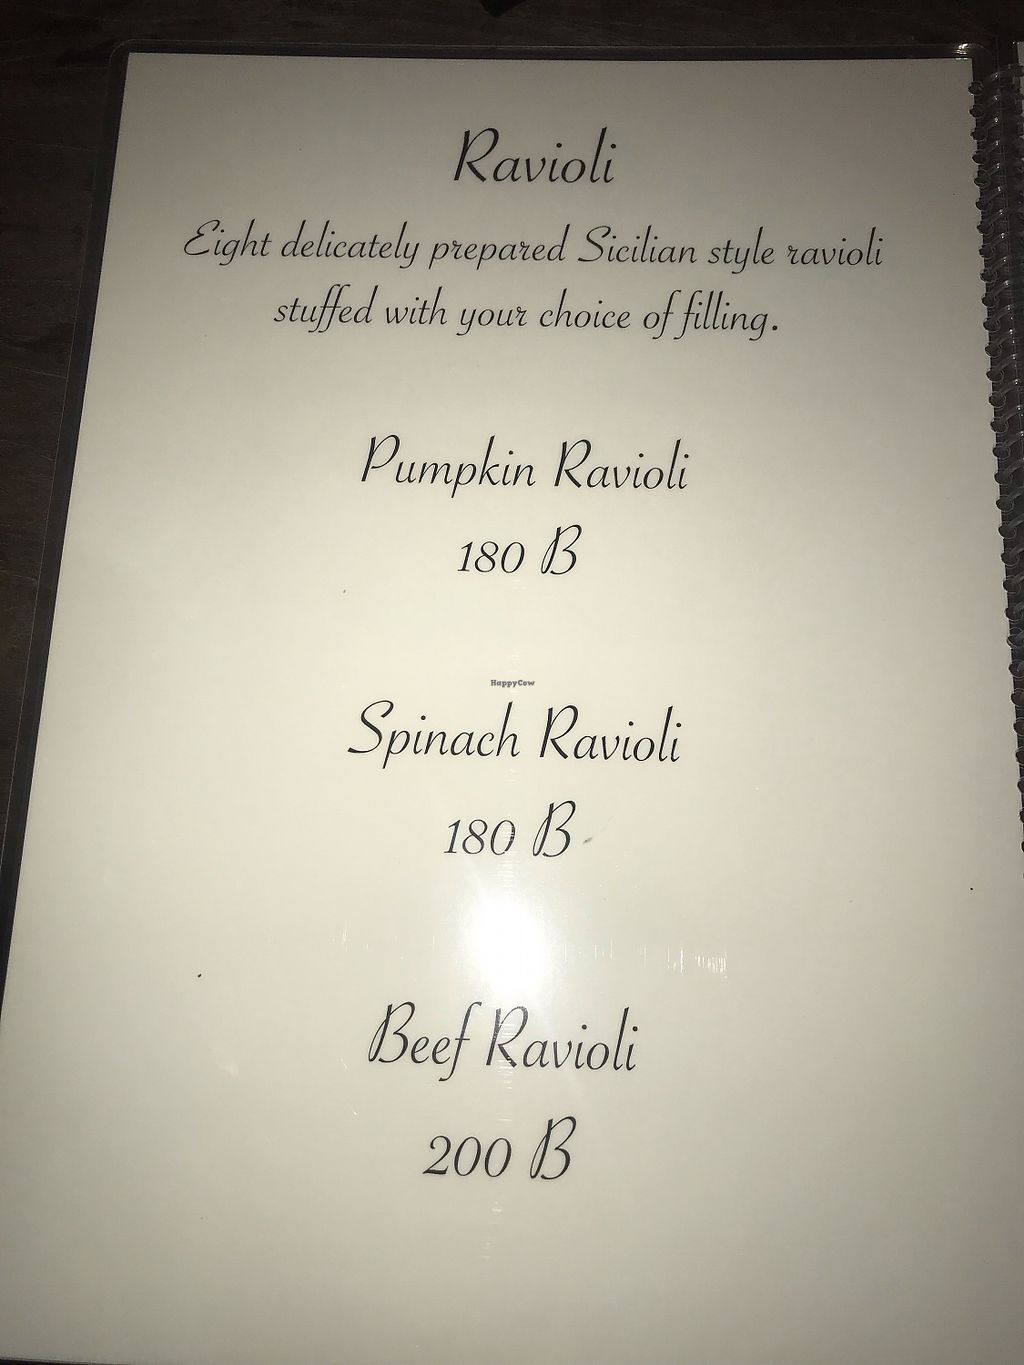 Ravioli
Eight delicately prepared Sicilian style ravioli
stuffed with your choice of filling.
Pumpkin Ravioli
180 B
HappyCow
Spinach Ravioli
180 B
Beef Ravioli
200 B